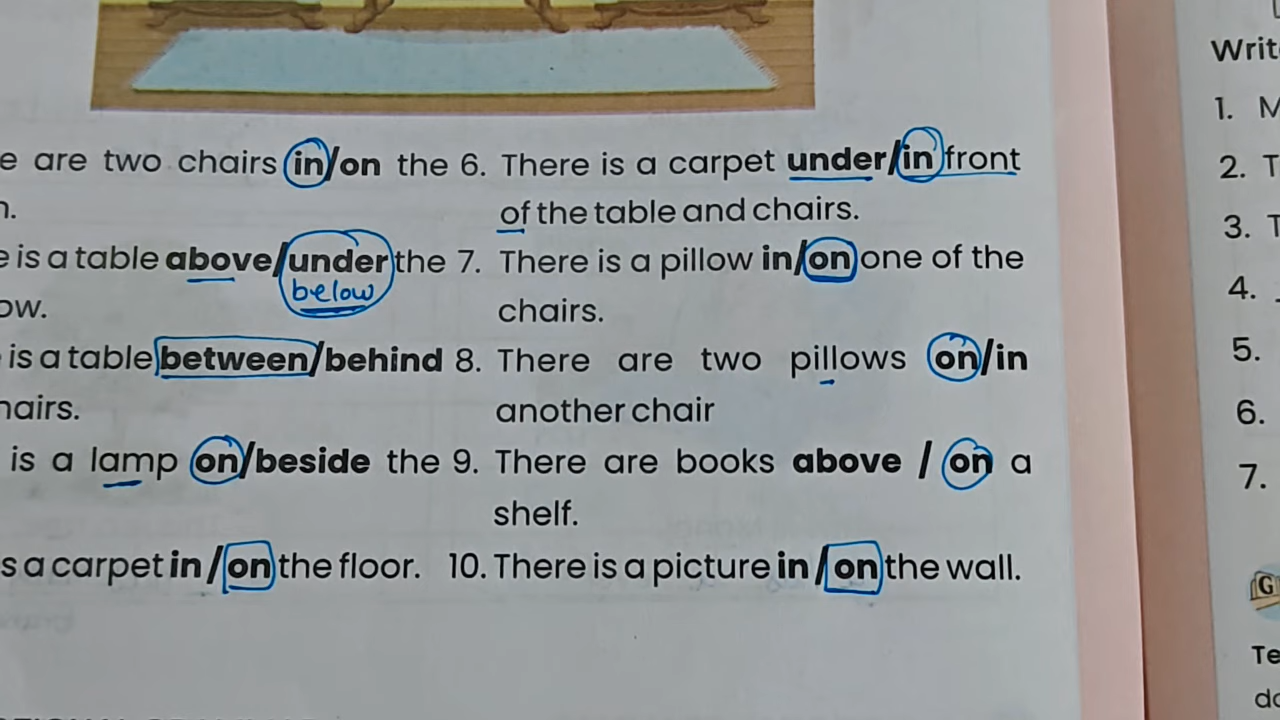 e are two chairs in/on the
n.
e is a table above/under the
below
ow.
is a table between/behind
hairs.
is a lamp on/beside the
s a carpet in/on the floor.
6. There is a carpet under/in front
of the table and chairs.
7. There is a pillow in/on one of the
chairs.
8. There are two pillows on/in
another chair
9. There are books above / on a
shelf.
10. There is a picture in/on the wall.
Writ
1. M
2. T
3. T
4.
5.
6.
7.
G
Te
do